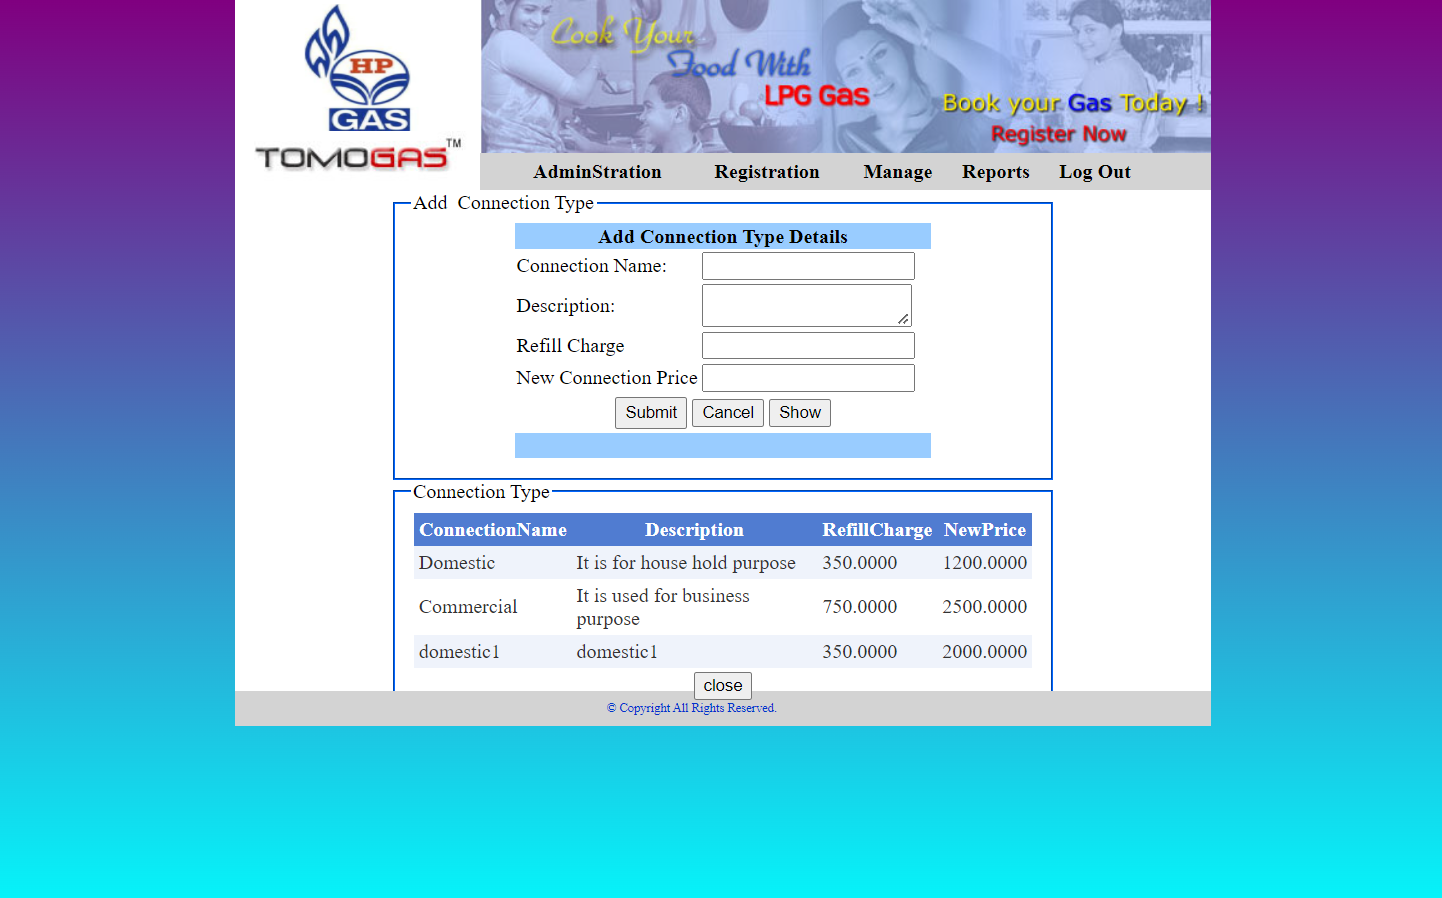 HP
GAS
TOMOGAS™
Cook Your
Food With
LPG Gas
Book your Gas Today !
Register Now
AdminStration Registration Manage Reports Log Out
Add  Connection Type
Add Connection Type Details
Connection Name:
Description:
Refill Charge
New Connection Price
Submit Cancel Show
Connection Type
ConnectionName Description RefillCharge NewPrice
Domestic It is for house hold purpose 350.0000 1200.0000
Commercial It is used for business purpose 750.0000 2500.0000
domestic1 domestic1 350.0000 2000.0000
close
© Copyright All Rights Reserved.